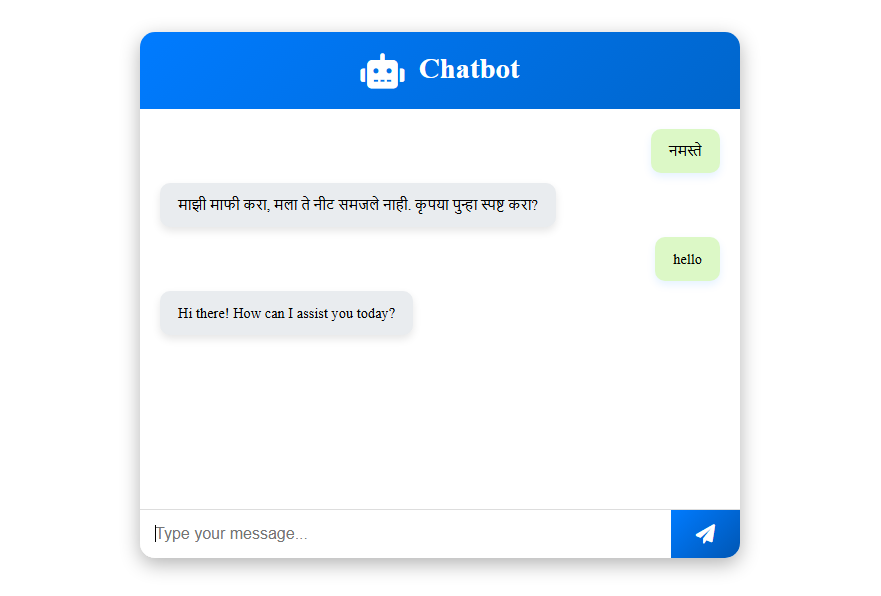 Chatbot
नमस्ते
माझी माफी करा, मला ते नीट समजले नाही. कृपया पुन्हा स्पष्ट करा?
hello
Hi there! How can I assist you today?
Type your message...